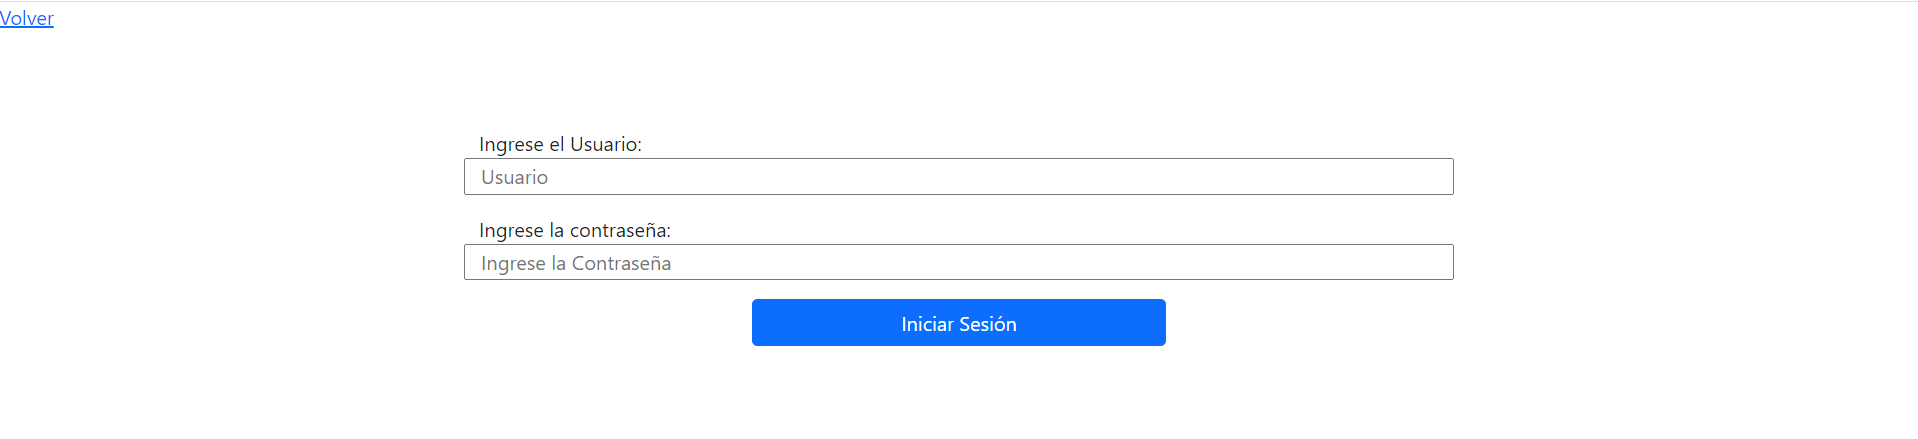 Volver
Ingrese el Usuario:
Usuario
Ingrese la contraseña:
Ingrese la Contraseña
Iniciar Sesión